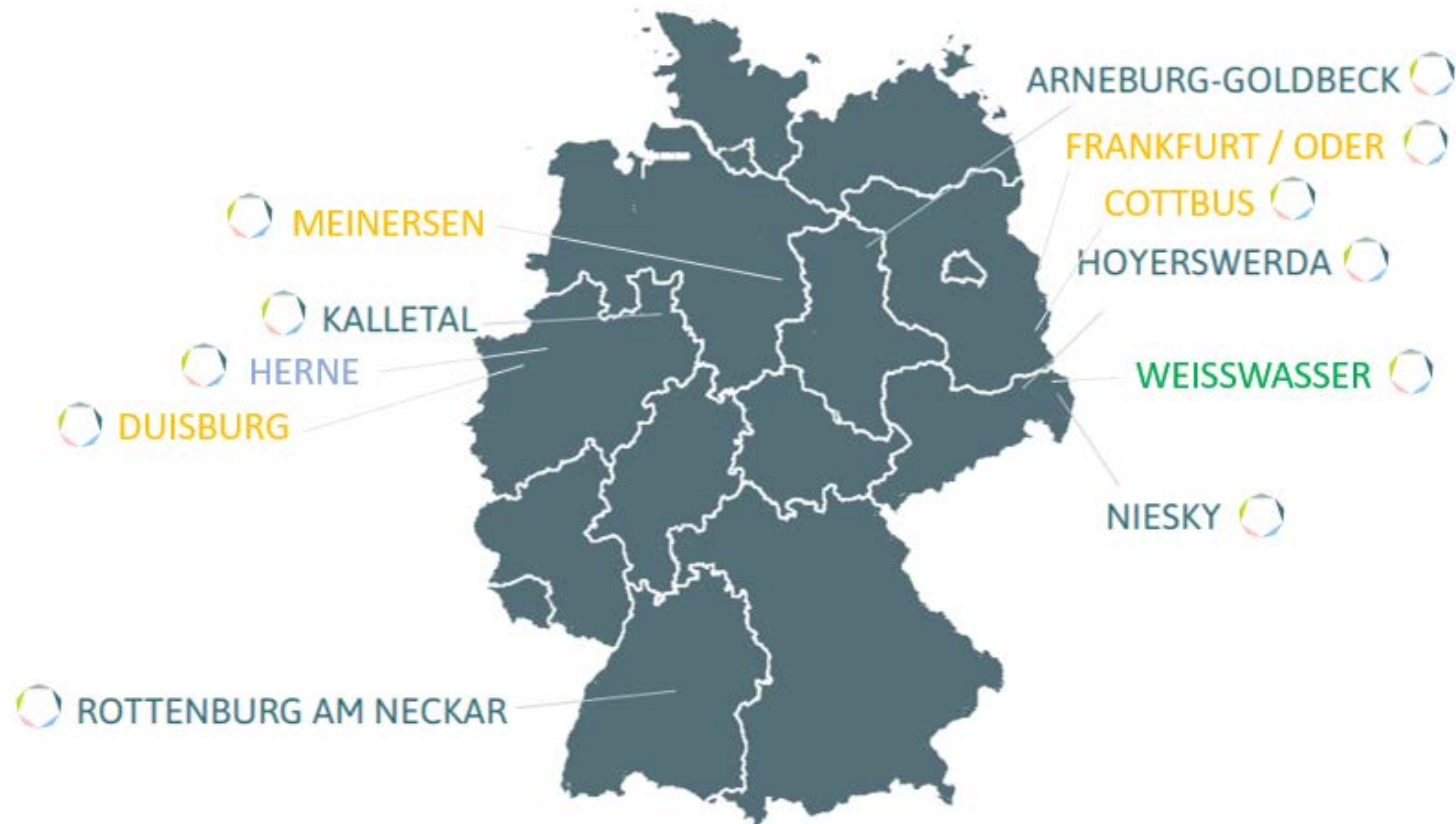 ARNEBURG-GOLDBECK
FRANKFURT / ODER
COTTBUS
MEINERSEN
HOYERSWERDA
KALLETAL
HERNE
WEISSWASSER
DUISBURG
NIESKY
ROTTENBURG AM NECKAR